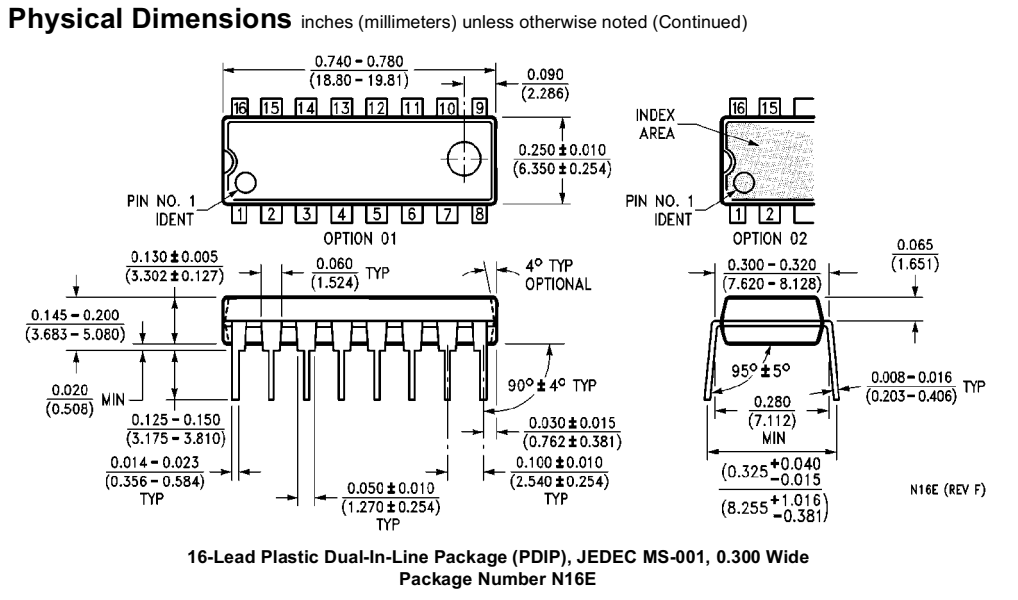 Physical Dimensions inches (millimeters) unless otherwise noted (Continued)
0.740 – 0.780
(18.80 – 19.81)
0.090
(2.286)
16 15 14 13 12 11 10 9
INDEX
AREA
16 15
0.250 ± 0.010
(6.350 ± 0.254)
PIN NO. 1
IDENT
1 2 3 4 5 6 7 8
OPTION 01
PIN NO. 1
IDENT
1 2
OPTION 02
0.130 ± 0.005
(3.302 ± 0.127)
0.060
(1.524) TYP
4° TYP
OPTIONAL
0.300 – 0.320
(7.620 – 8.128)
0.065
(1.651)
0.145 – 0.200
(3.683 – 5.080)
0.020
(0.508) MIN
90° ± 4° TYP
95° ± 5°
0.008 – 0.016
(0.203 – 0.406) TYP
0.125 – 0.150
(3.175 – 3.810)
0.030 ± 0.015
(0.762 ± 0.381)
0.280
(7.112)
MIN
0.014 – 0.023
(0.356 – 0.584)
TYP
0.050 ± 0.010
(1.270 ± 0.254)
TYP
0.100 ± 0.010
(2.540 ± 0.254)
TYP
(0.325 +0.040
–0.015
(8.255 +1.016
–0.381)
N16E (REV F)
16-Lead Plastic Dual-In-Line Package (PDIP), JEDEC MS-001, 0.300 Wide
Package Number N16E